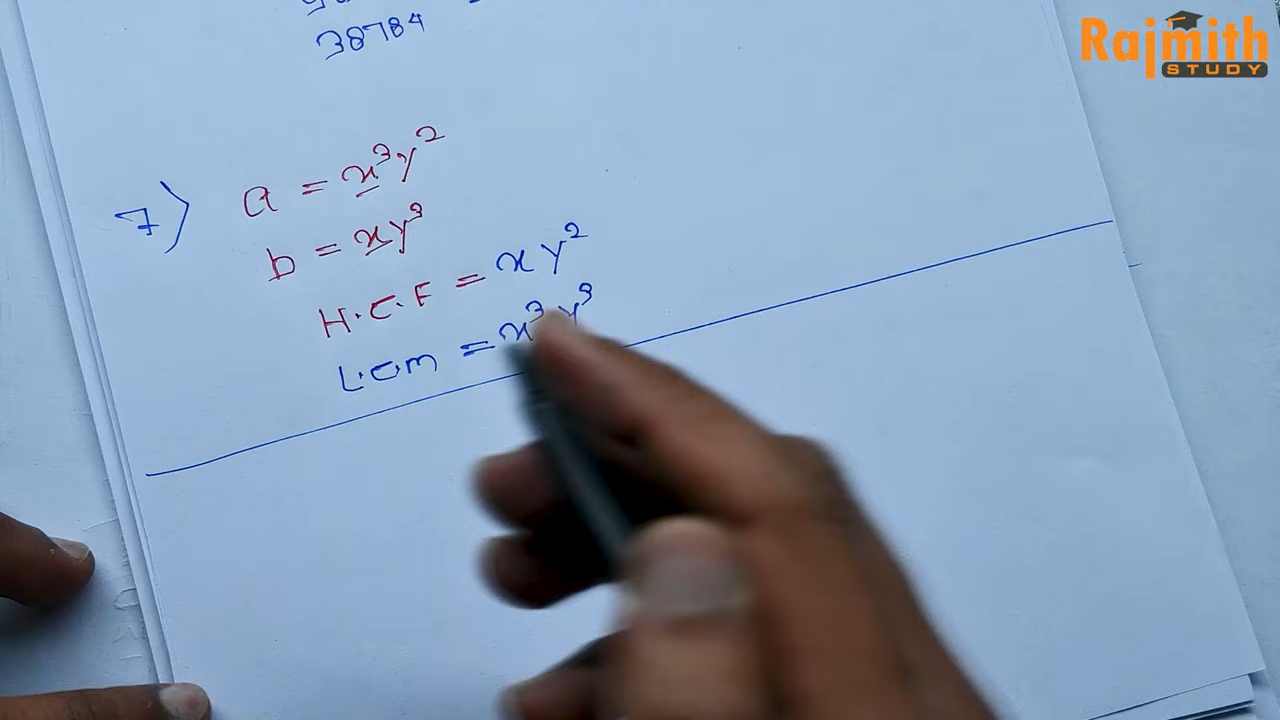 38784
Rajmith
STUDY
7) a = x³y²
b = xy³
H.C.F = xy²
L.C.M = x³y³